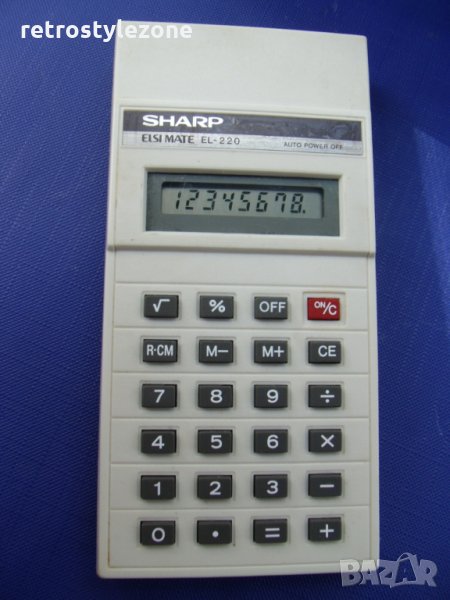 retrostylezone
SHARP
ELSI MATE EL-220 AUTO POWER OFF
12345678.
√ % OFF ON/C
R·CM M− M+ CE
7 8 9 ÷
4 5 6 ×
1 2 3 −
0 · = +
BAZAR